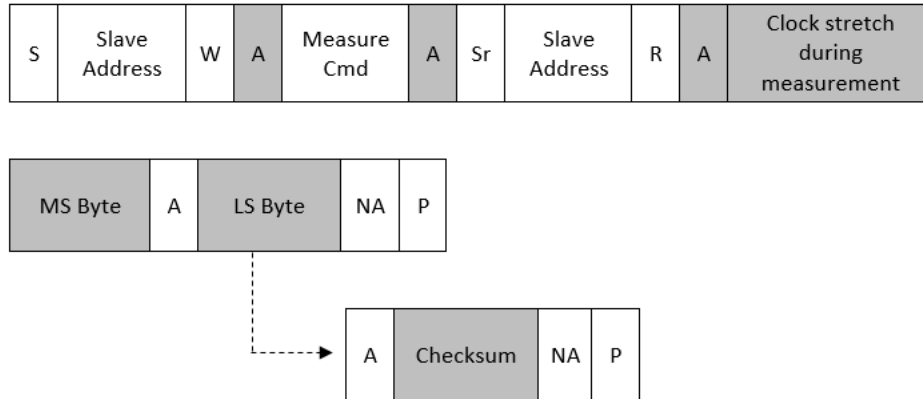 S Slave Address W A Measure Cmd A Sr Slave Address R A Clock stretch during measurement
MS Byte A LS Byte NA P
A Checksum NA P